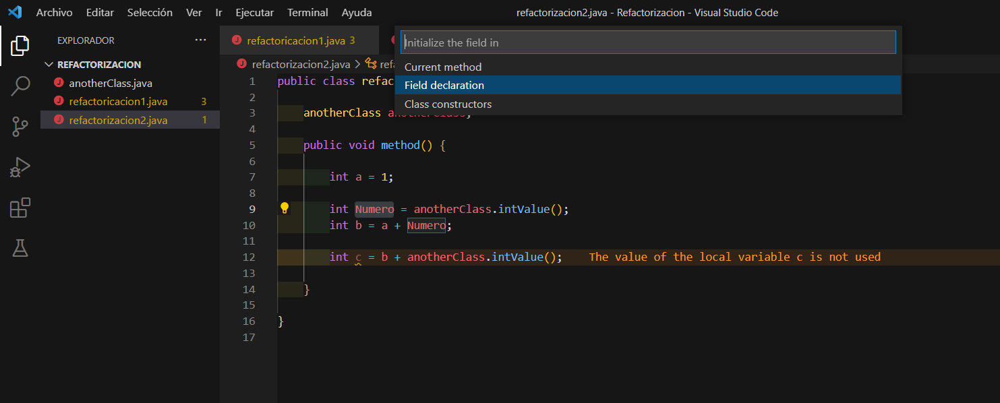 Archivo Editar Selección Ver Ir Ejecutar Terminal Ayuda refactorizacion2.java - Refactorizacion - Visual Studio Code
EXPLORADOR ...
REFACTORIZACION
anotherClass.java
refactoricacion1.java 3
refactorizacion2.java 1
refactoricacion1.java 3
refactorizacion2.java > refa
Initialize the field in
Current method
Field declaration
Class constructors
1 public class refac
2
3 anotherClass anotherClass;
4
5 public void method() {
6
7 int a = 1;
8
9 int Numero = anotherClass.intValue();
10 int b = a + Numero;
11
12 int c = b + anotherClass.intValue(); The value of the local variable c is not used
13
14 }
15
16 }
17